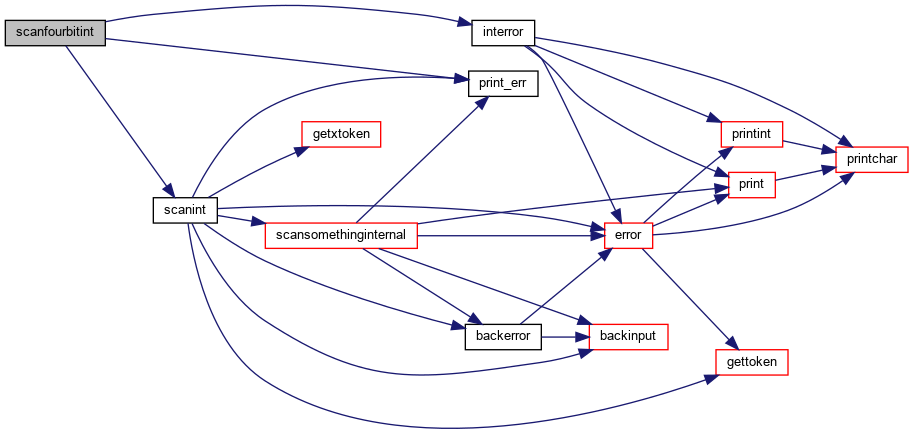 scanfourbitint
interror
print_err
getxtoken
printint
printchar
print
scanint
scansomethinginternal
error
backerror
backinput
gettoken